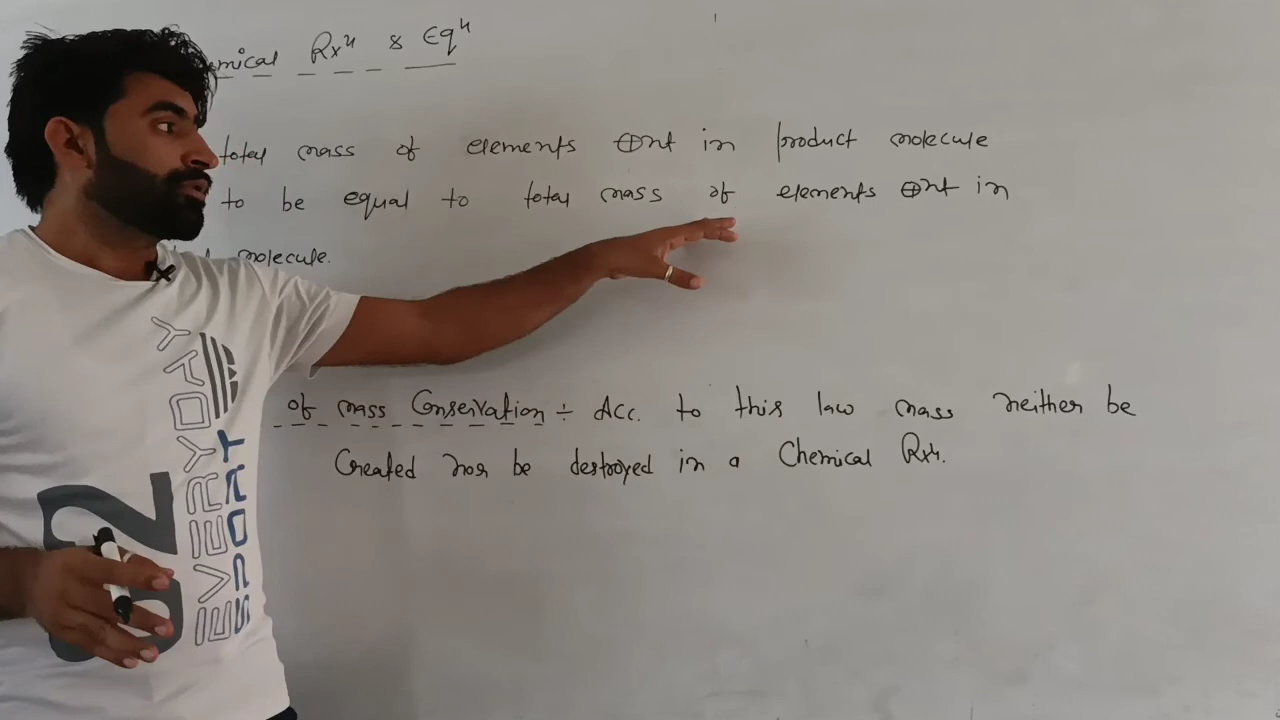 mical Rxⁿ & Eqⁿ
total mass of elements ⊕nt in product molecule
to be equal to total mass of elements ⊕nt in
molecule.
of mass Conservation ÷ Acc. to this law mass neither be
Created nor be destroyed in a Chemical Rxⁿ.
EVERYDAY
SPORT